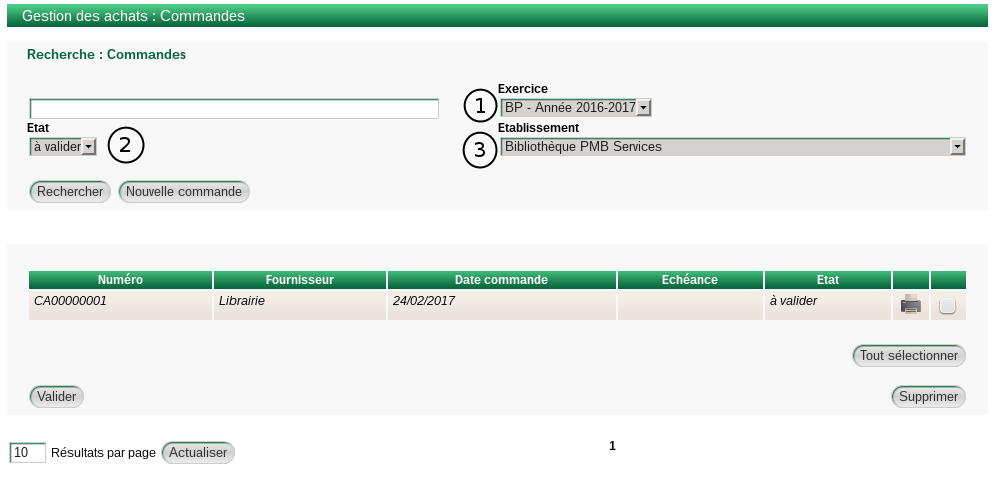 Gestion des achats : Commandes
Recherche : Commandes
Exercice
1 BP - Année 2016-2017
Etat Etablissement
à valider 2 3 Bibliothèque PMB Services
Rechercher Nouvelle commande
Numéro Fournisseur Date commande Echéance Etat
CA00000001 Librairie 24/02/2017 à valider
Tout sélectionner
Valider Supprimer
10 Résultats par page Actualiser 1